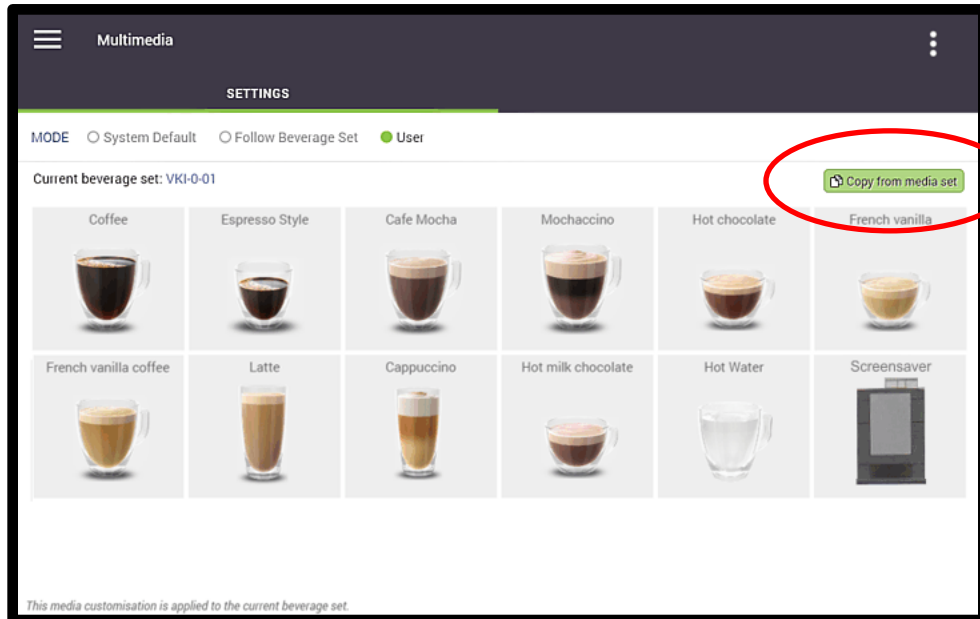 Multimedia
SETTINGS
MODE System Default Follow Beverage Set User
Current beverage set: VKI-0-01 Copy from media set
Coffee Espresso Style Cafe Mocha Mochaccino Hot chocolate French vanilla
French vanilla coffee Latte Cappuccino Hot milk chocolate Hot Water Screensaver
This media customisation is applied to the current beverage set.